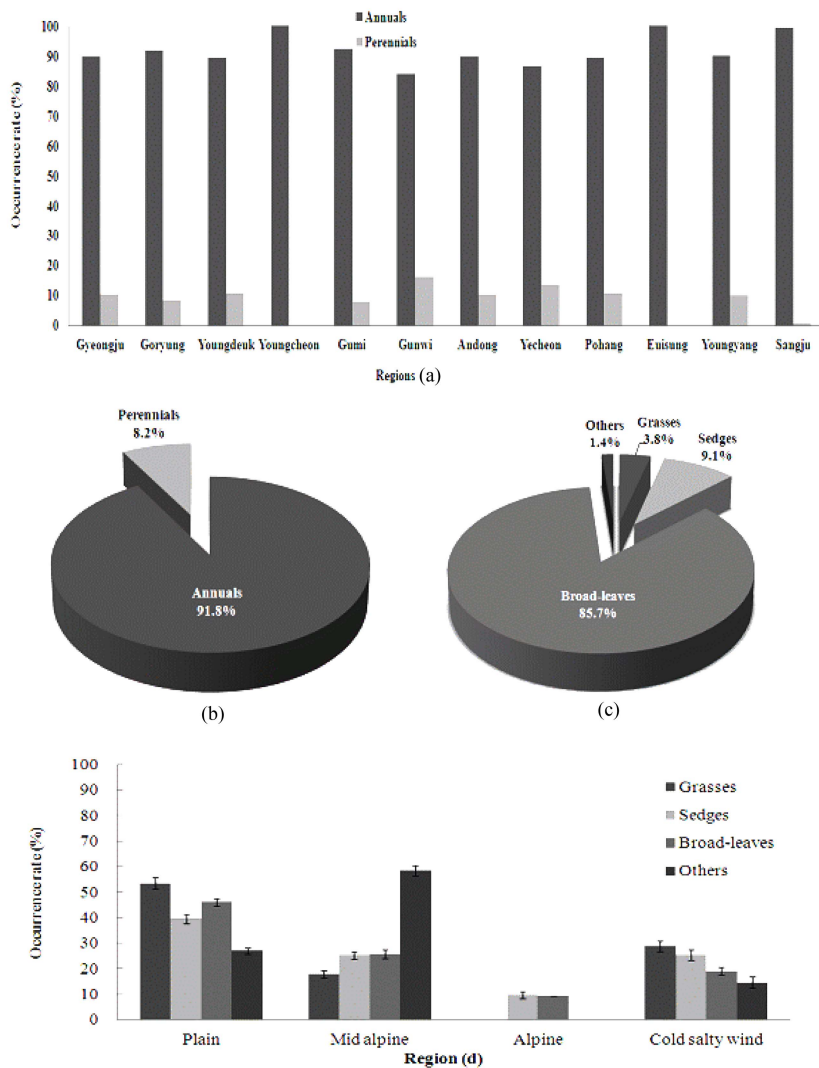 Annuals
Perennials
100
90
80
70
60
50
40
30
20
10
0
Occurrence rate (%)
Gyeongju Goryung Youngdeuk Youngcheon Gumi Gunwi Andong Yecheon Pohang Euisung Youngyang Sangju
Regions (a)
Perennials
8.2%
Annuals
91.8%
(b)
Others
1.4%
Grasses
3.8%
Sedges
9.1%
Broad-leaves
85.7%
(c)
100
90
80
70
60
50
40
30
20
10
0
Occurrence rate (%)
Grasses
Sedges
Broad-leaves
Others
Plain Mid alpine Alpine Cold salty wind
Region (d)